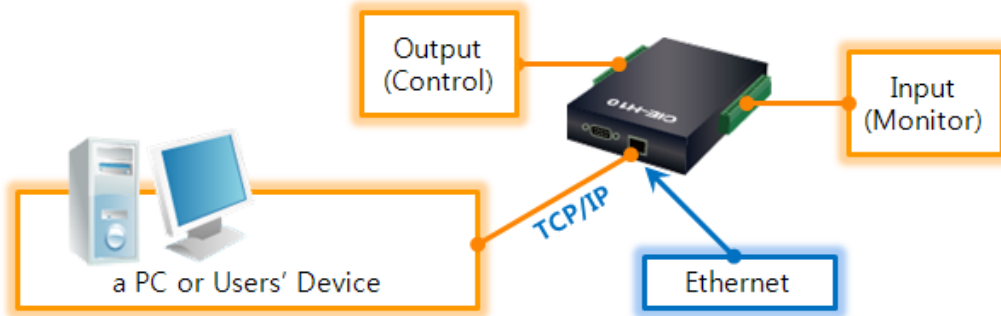 Output
(Control)
Input
(Monitor)
CIE-H10
TCP/IP
a PC or Users' Device
Ethernet